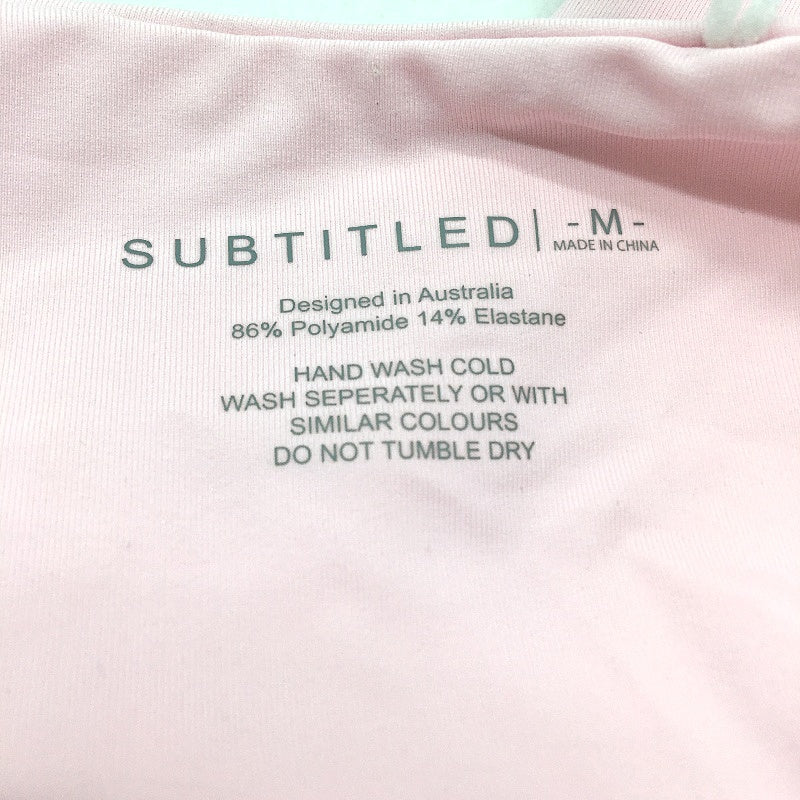 SUBTITLED | - M -
MADE IN CHINA
Designed in Australia
86% Polyamide 14% Elastane
HAND WASH COLD
WASH SEPERATELY OR WITH
SIMILAR COLOURS
DO NOT TUMBLE DRY